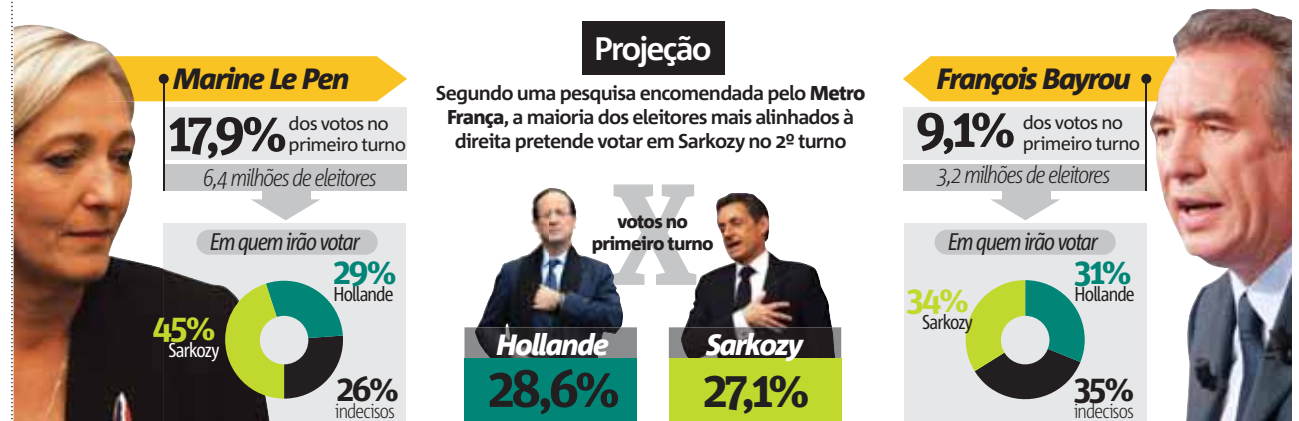 Marine Le Pen
17,9% dos votos no
primeiro turno
6,4 milhões de eleitores
Em quem irão votar
29%
Hollande
45%
Sarkozy
26%
indecisos
Projeção
Segundo uma pesquisa encomendada pelo Metro
França, a maioria dos eleitores mais alinhados à
direita pretende votar em Sarkozy no 2º turno
X
votos no
primeiro turno
Hollande
28,6%
Sarkozy
27,1%
François Bayrou
9,1% dos votos no
primeiro turno
3,2 milhões de eleitores
Em quem irão votar
31%
Hollande
34%
Sarkozy
35%
indecisos